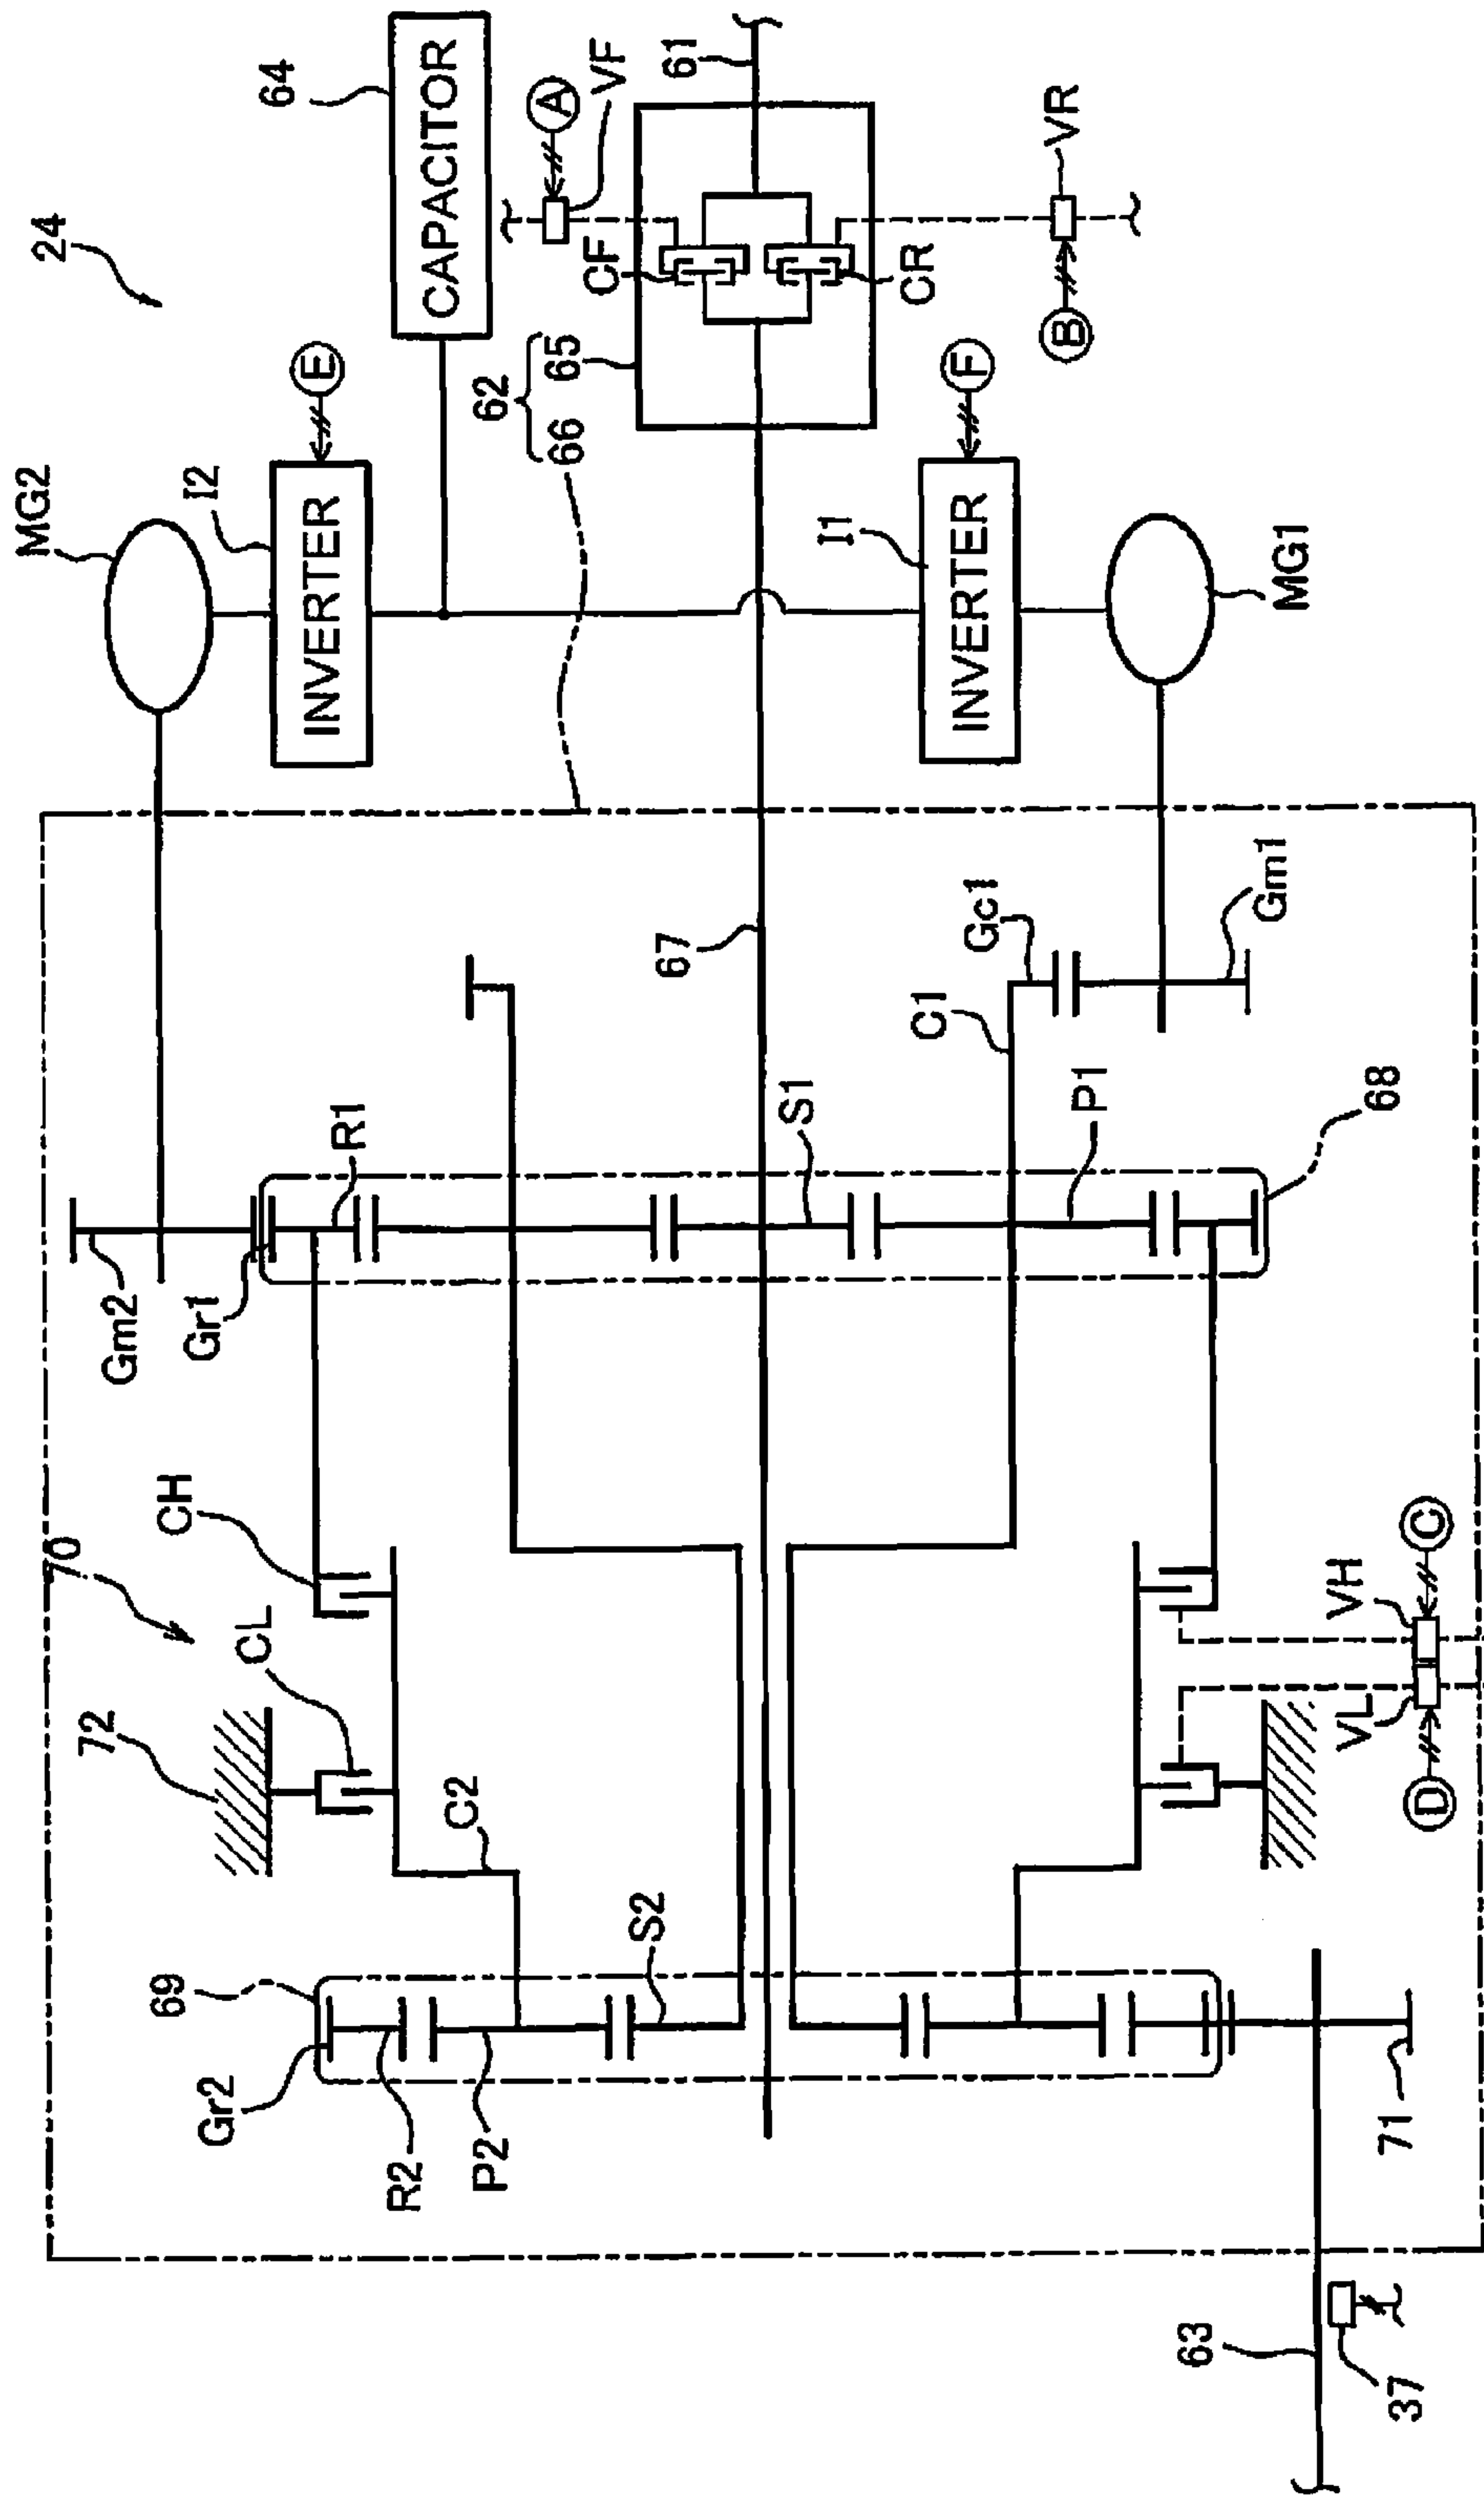 24
64
CAPACITOR
A
VF
61
VR
CF
CR
B
62
65
66
E
F
MG2
I2
INVERTER
I1
INVERTER
MG1
67
Gc1
Gm1
C1
R1
S1
P1
68
Gm2
Gr1
70
CH
CL
72
C2
VH
C
VL
D
69
S2
Gr2
R2
P2
71
63
37